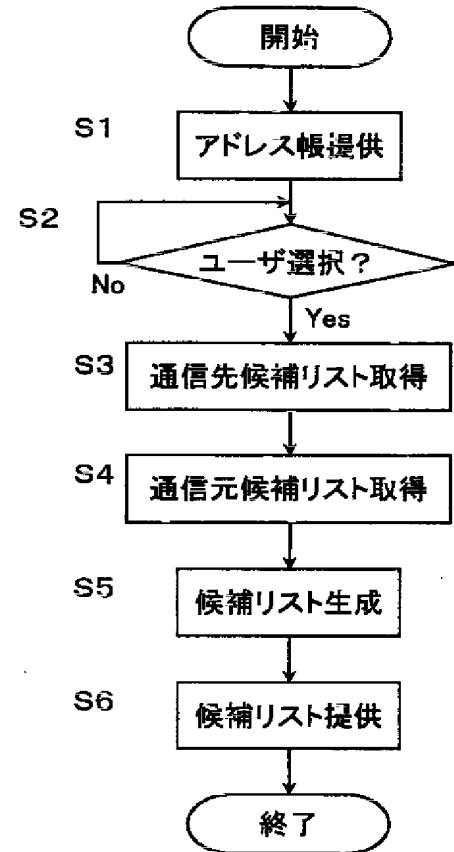 開始
S1
アドレス帳提供
S2
ユーザ選択？
No
Yes
S3
通信先候補リスト取得
S4
通信元候補リスト取得
S5
候補リスト生成
S6
候補リスト提供
終了